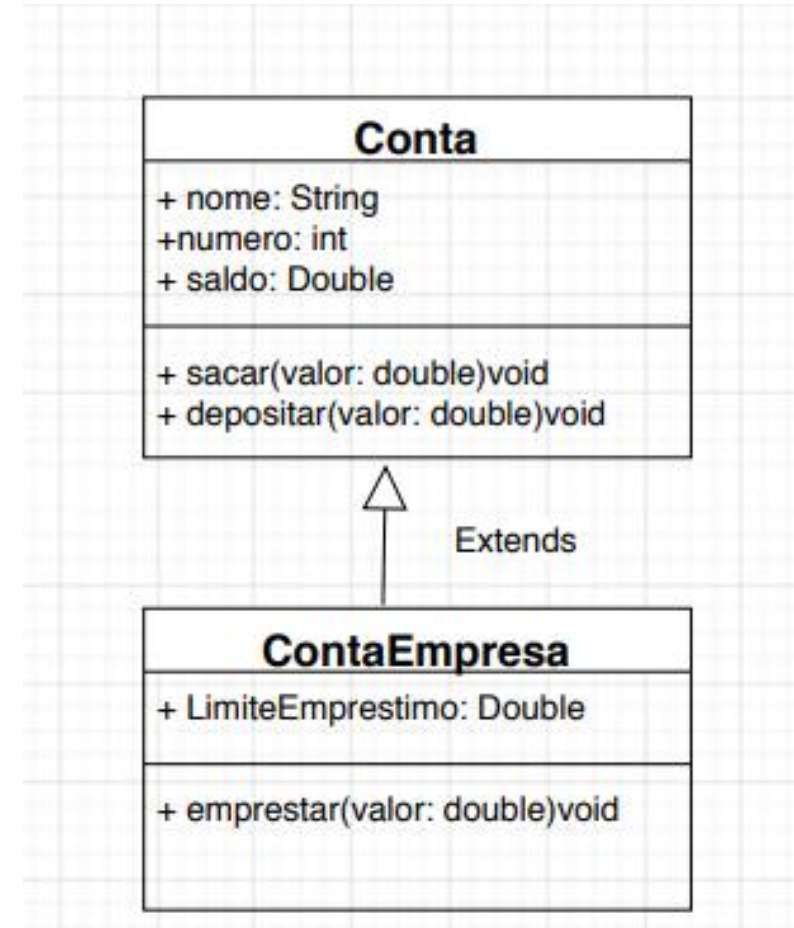 Conta
+ nome: String
+numero: int
+ saldo: Double
+ sacar(valor: double)void
+ depositar(valor: double)void
Extends
ContaEmpresa
+ LimiteEmprestimo: Double
+ emprestar(valor: double)void